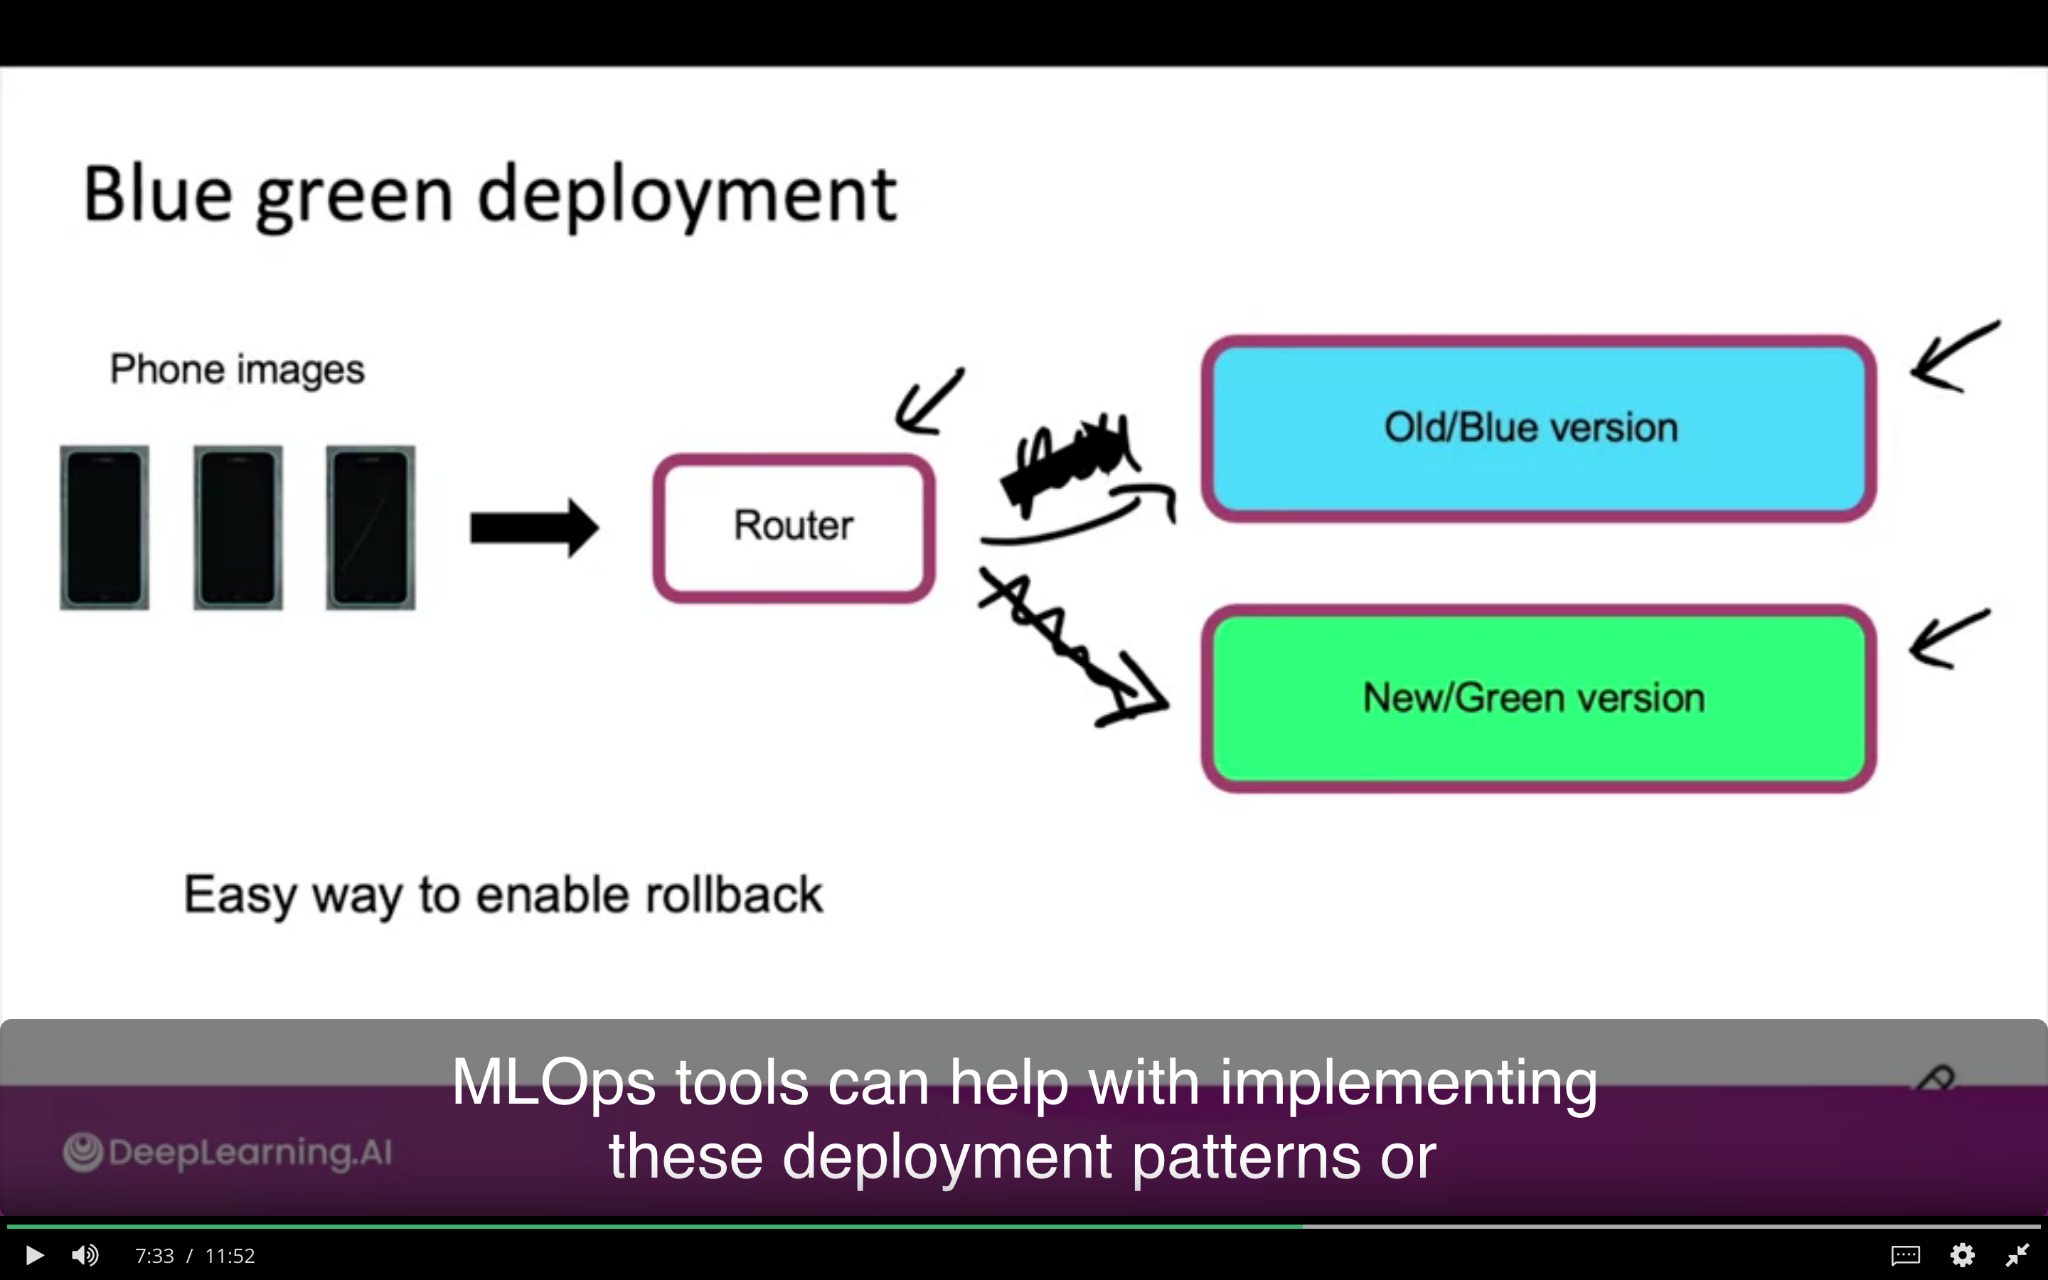 Blue green deployment
Phone images
Router
Old/Blue version
New/Green version
Easy way to enable rollback
MLOps tools can help with implementing
these deployment patterns or
DeepLearning.AI
7:33 / 11:52